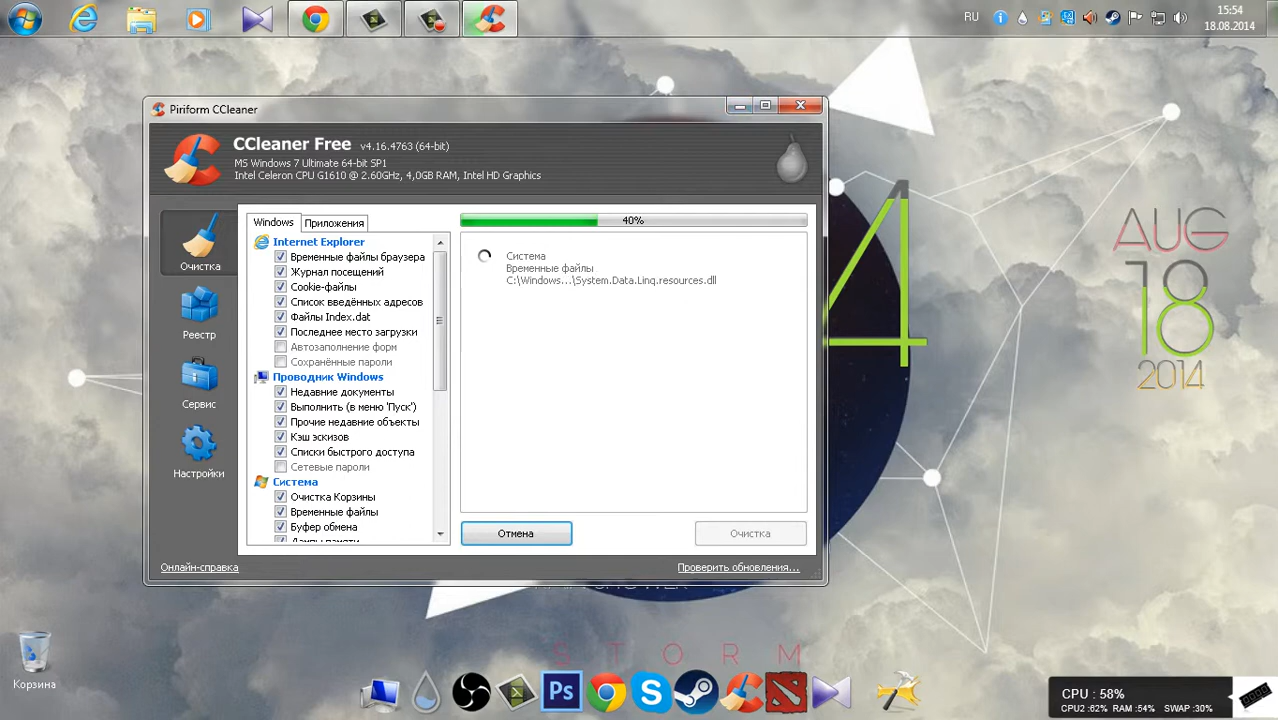 RU
15:54
18.08.2014
Piriform CCleaner
CCleaner Free v4.16.4763 (64-bit)
MS Windows 7 Ultimate 64-bit SP1
Intel Celeron CPU G1610 @ 2.60GHz, 4,0GB RAM, Intel HD Graphics
Очистка
Реестр
Сервис
Настройки
Windows
Приложения
Internet Explorer
Временные файлы браузера
Журнал посещений
Cookie-файлы
Список введённых адресов
Файлы Index.dat
Последнее место загрузки
Автозаполнение форм
Сохранённые пароли
Проводник Windows
Недавние документы
Выполнить (в меню 'Пуск')
Прочие недавние объекты
Кэш эскизов
Списки быстрого доступа
Сетевые пароли
Система
Очистка Корзины
Временные файлы
Буфер обмена
Дампы памяти
40%
Система
Временные файлы
C:\Windows...\System.Data.Linq.resources.dll
Отмена
Очистка
Онлайн-справка
Проверить обновления...
AUG
18
2014
4
STORM
Корзина
Ps
CPU : 58%
CPU2 :62% RAM :54% SWAP :30%